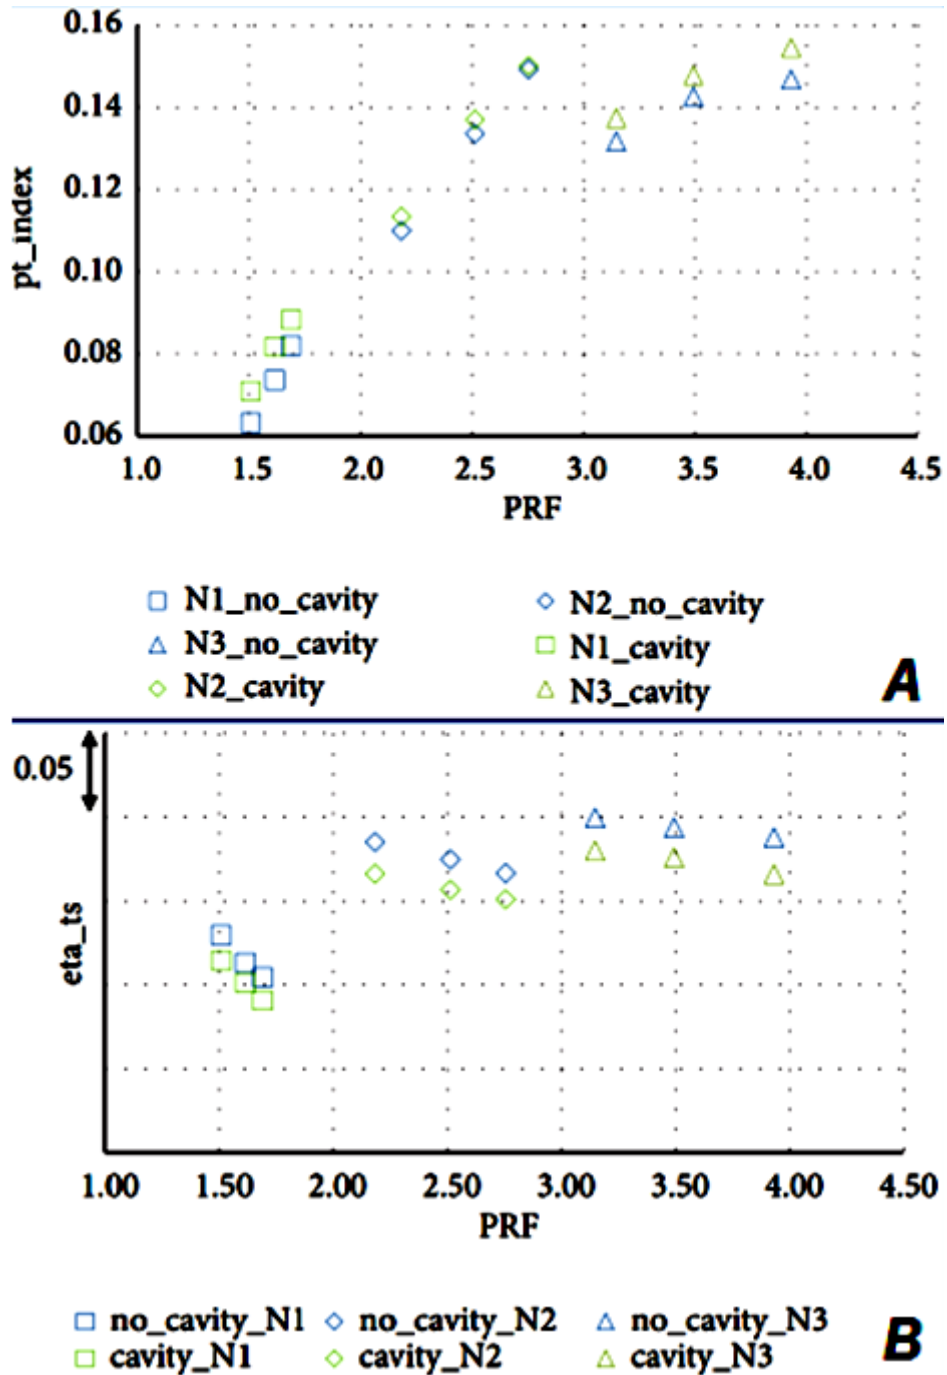 0.16
0.14
0.12
0.10
0.08
0.06
pt_index
1.0 1.5 2.0 2.5 3.0 3.5 4.0 4.5
PRF
N1_no_cavity N2_no_cavity
N3_no_cavity N1_cavity
N2_cavity N3_cavity
A
0.05
eta_ts
1.00 1.50 2.00 2.50 3.00 3.50 4.00 4.50
PRF
no_cavity_N1 no_cavity_N2 no_cavity_N3
cavity_N1 cavity_N2 cavity_N3
B